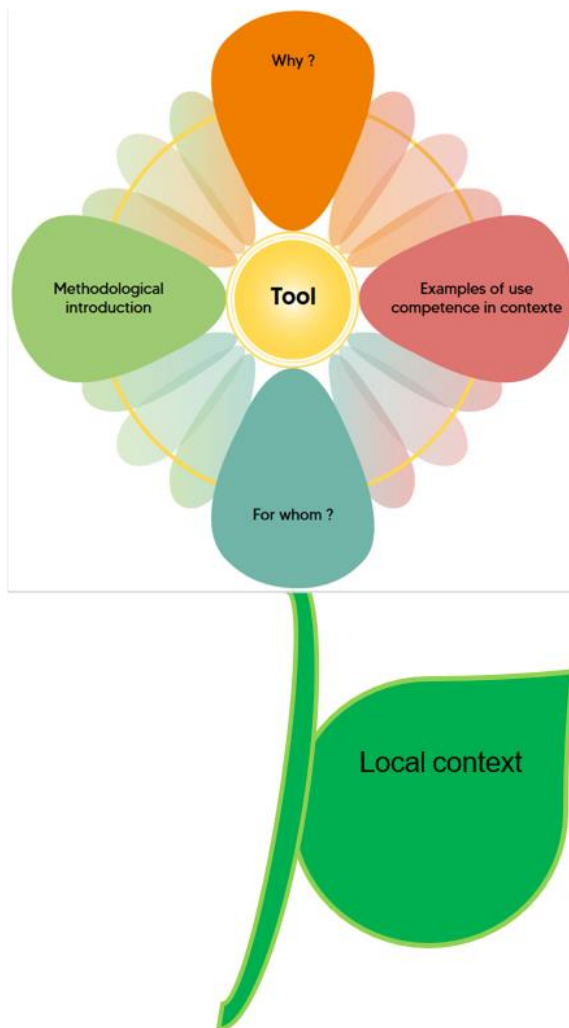 Why ?
Methodological
introduction
Tool
Examples of use
competence in contexte
For whom ?
Local context